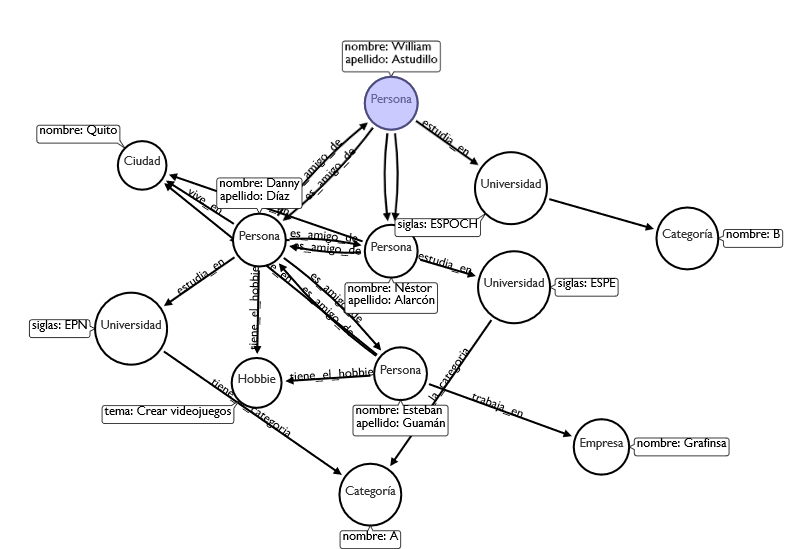 nombre: William
apellido: Astudillo
Persona
estudia_en
nombre: Quito
Ciudad
es_amigo_de
nombre: Danny
apellido: Díaz
vive_en
Universidad
siglas: ESPOCH
Persona
es_amigo_de
es_amigo_de
Persona
Categoría
nombre: B
estudia_en
estudia_en
nombre: Néstor
apellido: Alarcón
Universidad
siglas: ESPE
es_amigo_de
es_amigo_de
tiene_el_hobbie
siglas: EPN
Universidad
Hobbie
tiene_el_hobbie
Persona
tema: Crear videojuegos
nombre: Esteban
apellido: Guamán
trabaja_en
Empresa
nombre: Grafinsa
Categoría
nombre: A